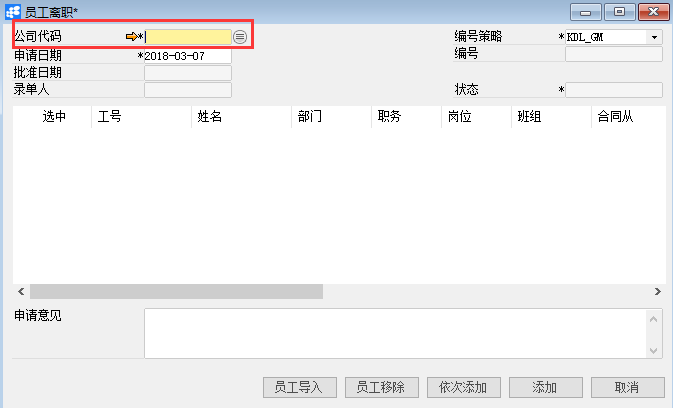 员工离职*
公司代码 * 编号策略 *KDL_GM
申请日期 *2018-03-07 编号
批准日期
录单人 状态 *
选中 工号 姓名 部门 职务 岗位 班组 合同从
申请意见
员工导入 员工移除 依次添加 添加 取消